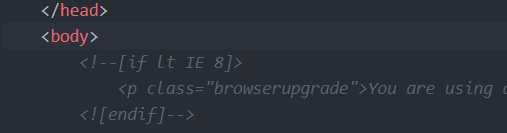 </head>
<body>
<!--[if lt IE 8]>
<p class="browserupgrade">You are using
<![endif]-->